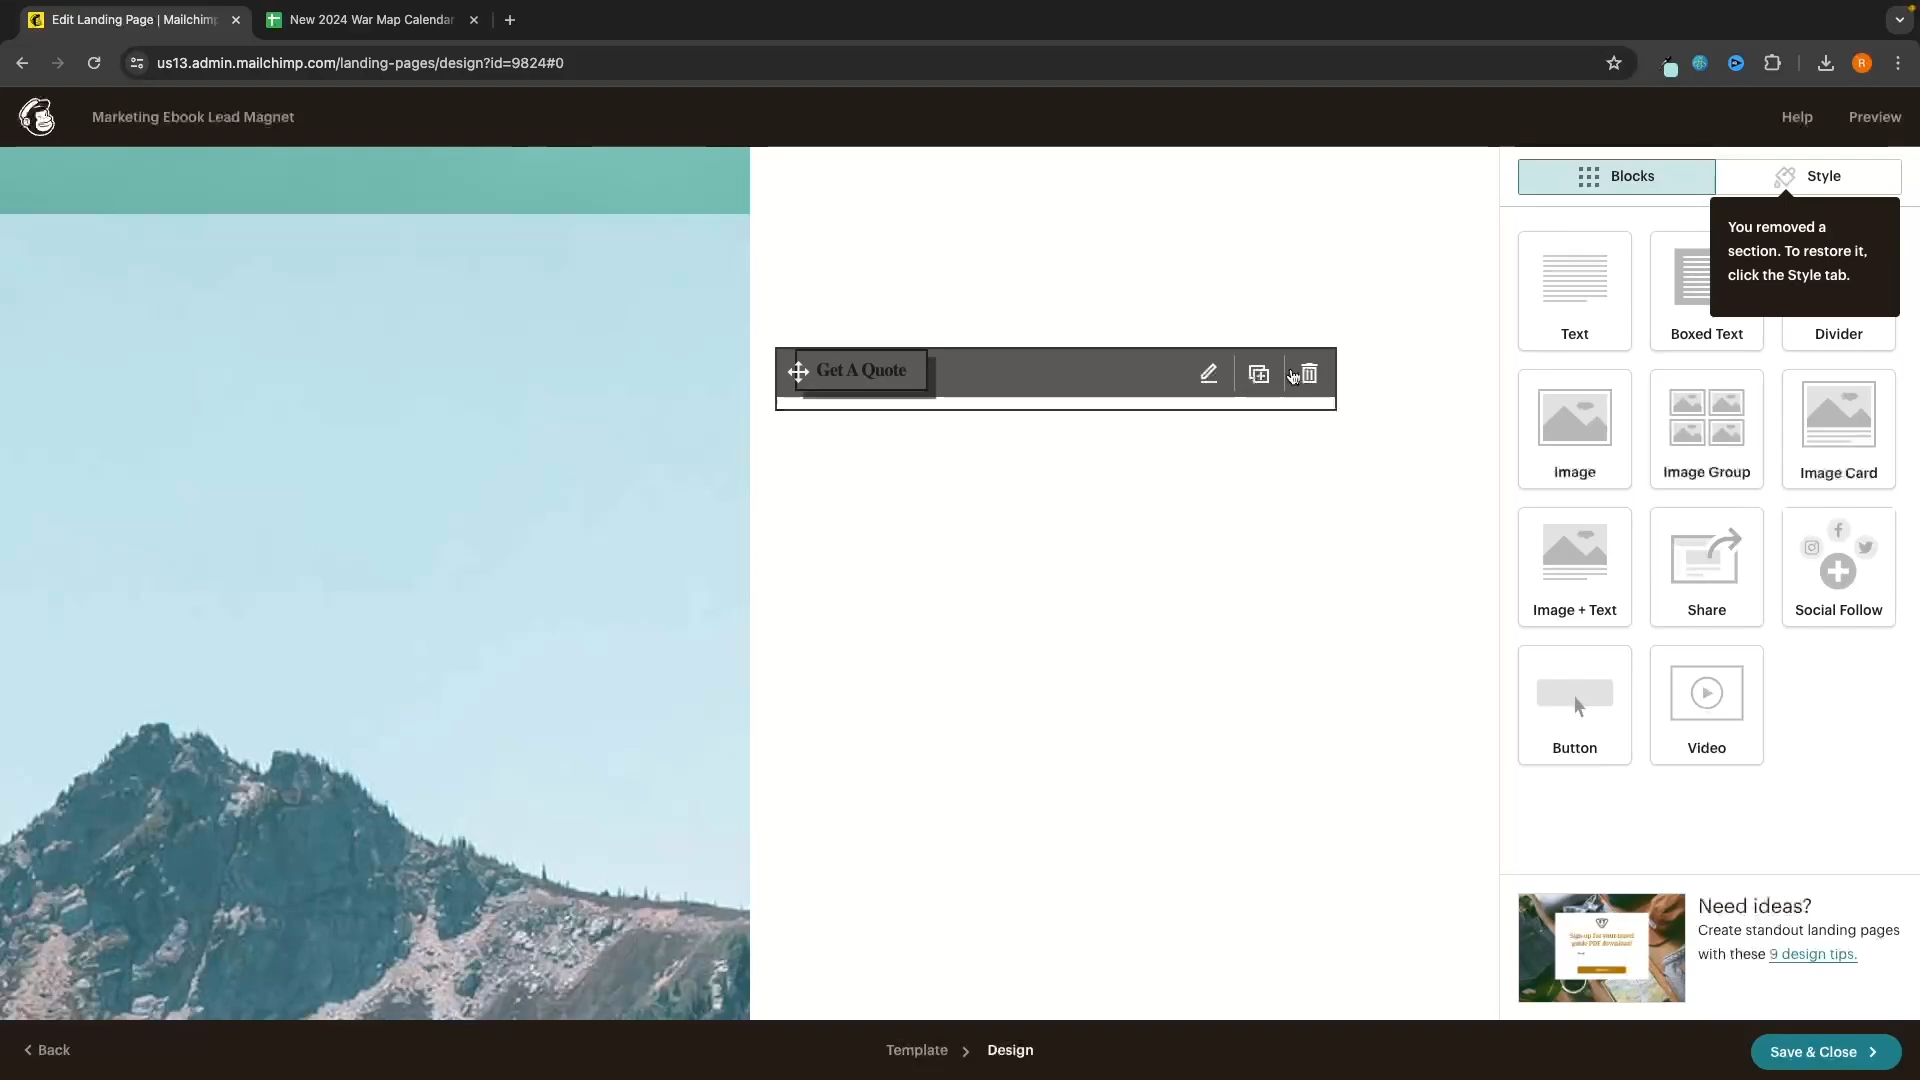 Edit Landing Page | Mailchimp
New 2024 War Map Calendar
us13.admin.mailchimp.com/landing-pages/design?id=9824#0
R
Marketing Ebook Lead Magnet
Help
Preview
Blocks
Style
You removed a
section. To restore it,
click the Style tab.
Text
Boxed Text
Divider
Get A Quote
Image
Image Group
Image Card
Image + Text
Share
Social Follow
Button
Video
Need ideas?
Create standout landing pages
with these 9 design tips.
Back
Template
Design
Save & Close